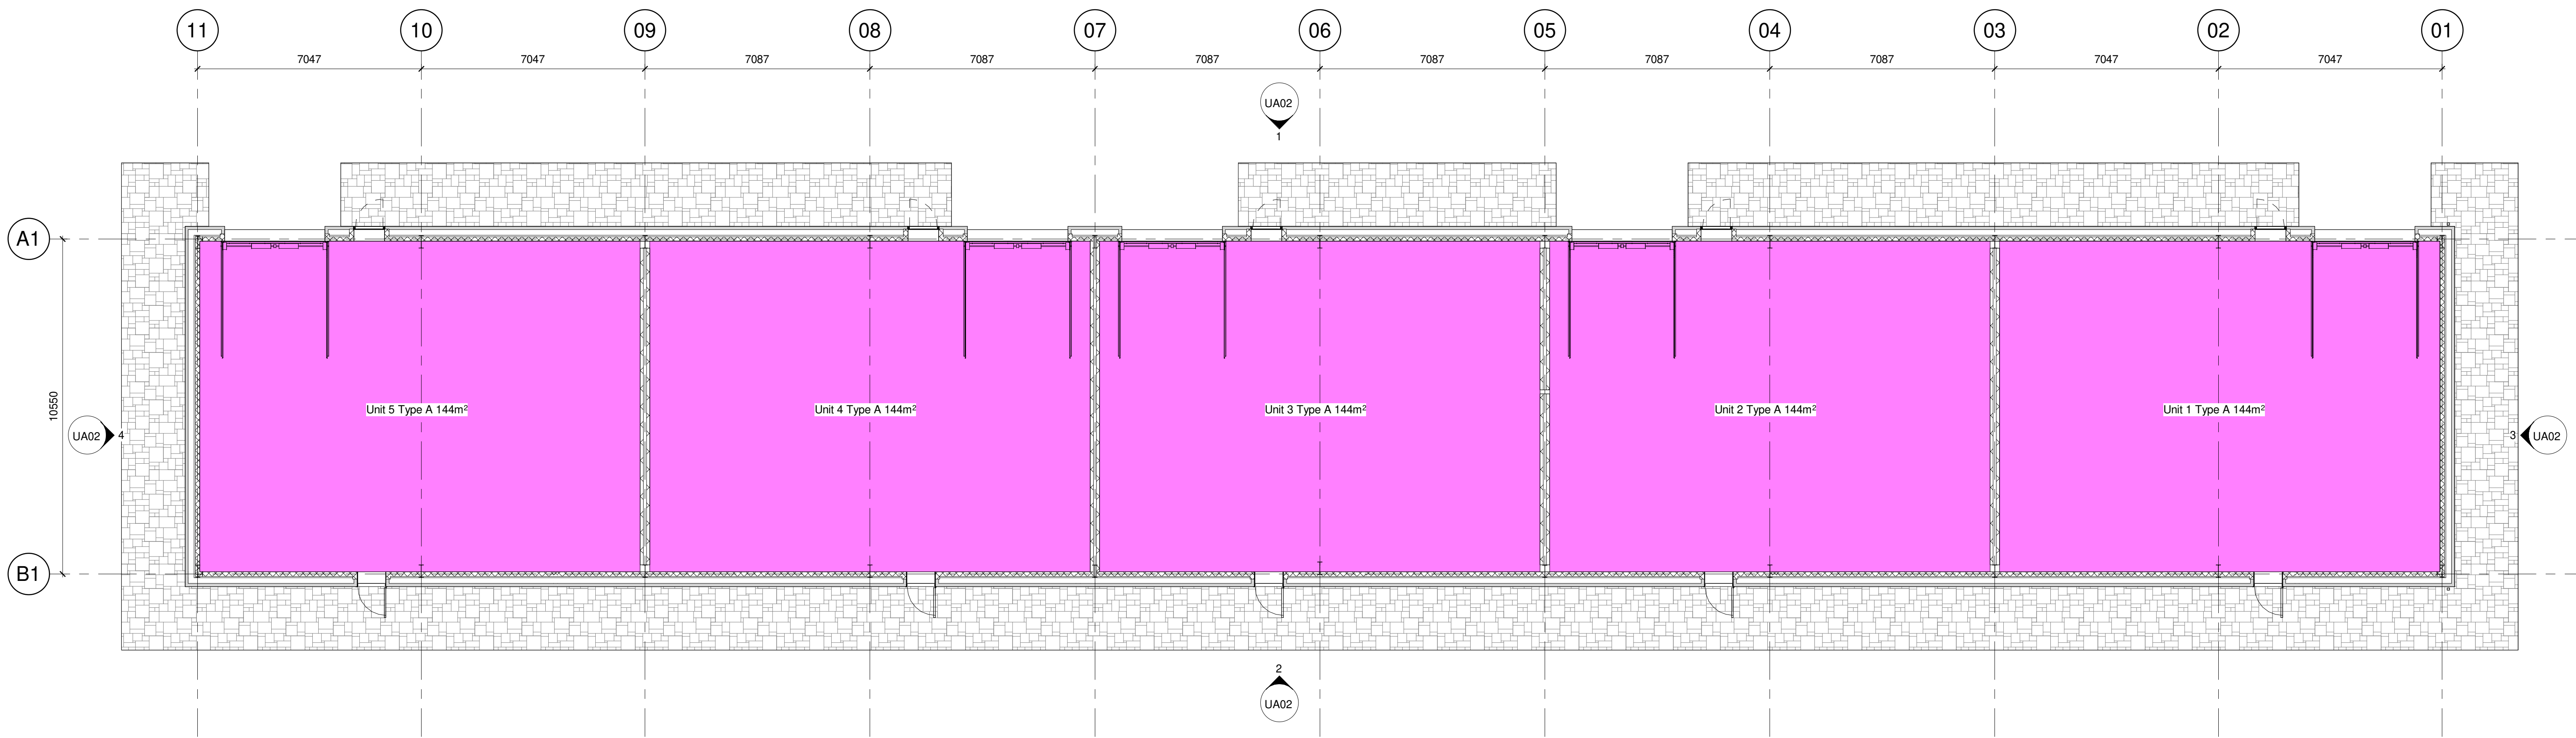 11 10 09 08 07 06 05 04 03 02 01
7047 7047 7087 7087 7087 7087 7087 7087 7047 7047
UA02
1
A1
10550
Unit 5 Type A 144m² Unit 4 Type A 144m² Unit 3 Type A 144m² Unit 2 Type A 144m² Unit 1 Type A 144m²
UA02 4
3 UA02
B1
2
UA02